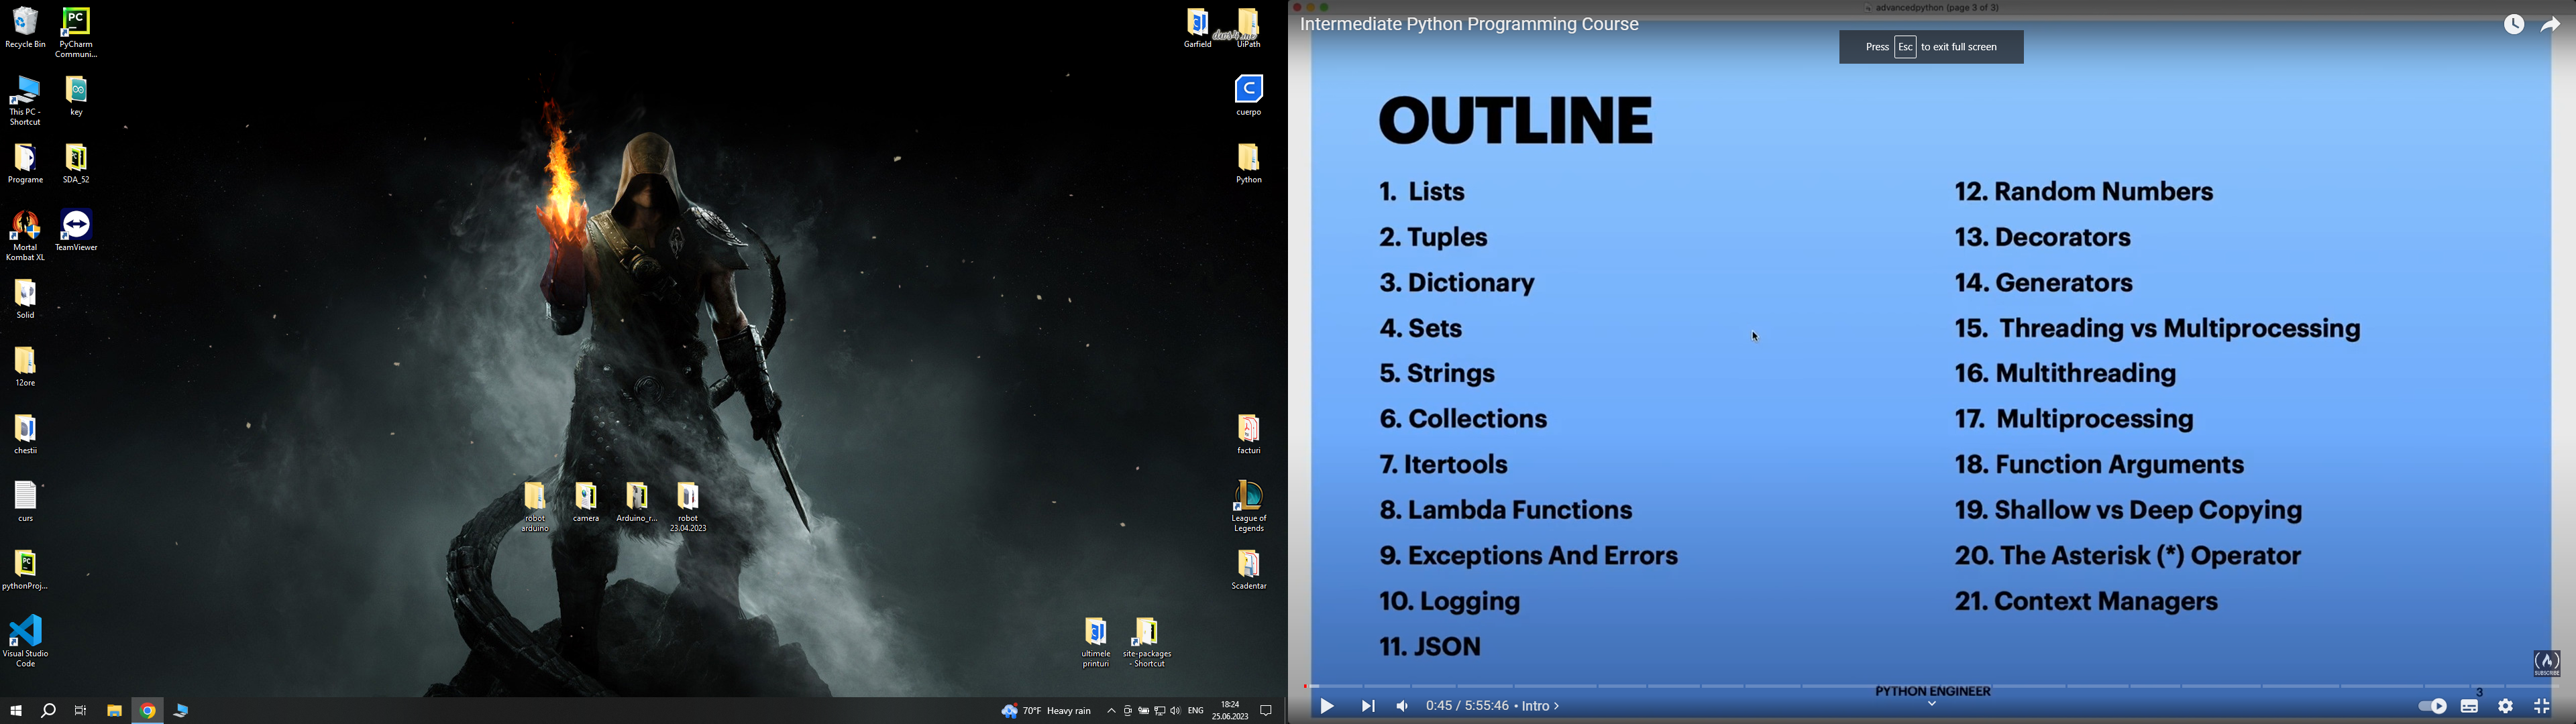 Recycle Bin
PyCharm
Communi...
This PC -
Shortcut
key
Programe
SDA_52
Mortal
Kombat XL
TeamViewer
Solid
12ore
chestii
curs
pythonProj...
Visual Studio
Code
robot
arduino
camera
Arduino_r...
robot
23.04.2023
Garfield
UiPath
cuerpo
Python
facturi
League of
Legends
Scadentar
ultimele
printuri
site-packages
- Shortcut
70°F Heavy rain
ENG
18:24
25.06.2023
advancedpython (page 3 of 3)
Intermediate Python Programming Course
Press Esc to exit full screen
OUTLINE
1. Lists
2. Tuples
3. Dictionary
4. Sets
5. Strings
6. Collections
7. Itertools
8. Lambda Functions
9. Exceptions And Errors
10. Logging
11. JSON
12. Random Numbers
13. Decorators
14. Generators
15. Threading vs Multiprocessing
16. Multithreading
17. Multiprocessing
18. Function Arguments
19. Shallow vs Deep Copying
20. The Asterisk (*) Operator
21. Context Managers
SUBSCRIBE
PYTHON ENGINEER
3
0:45 / 5:55:46 • Intro